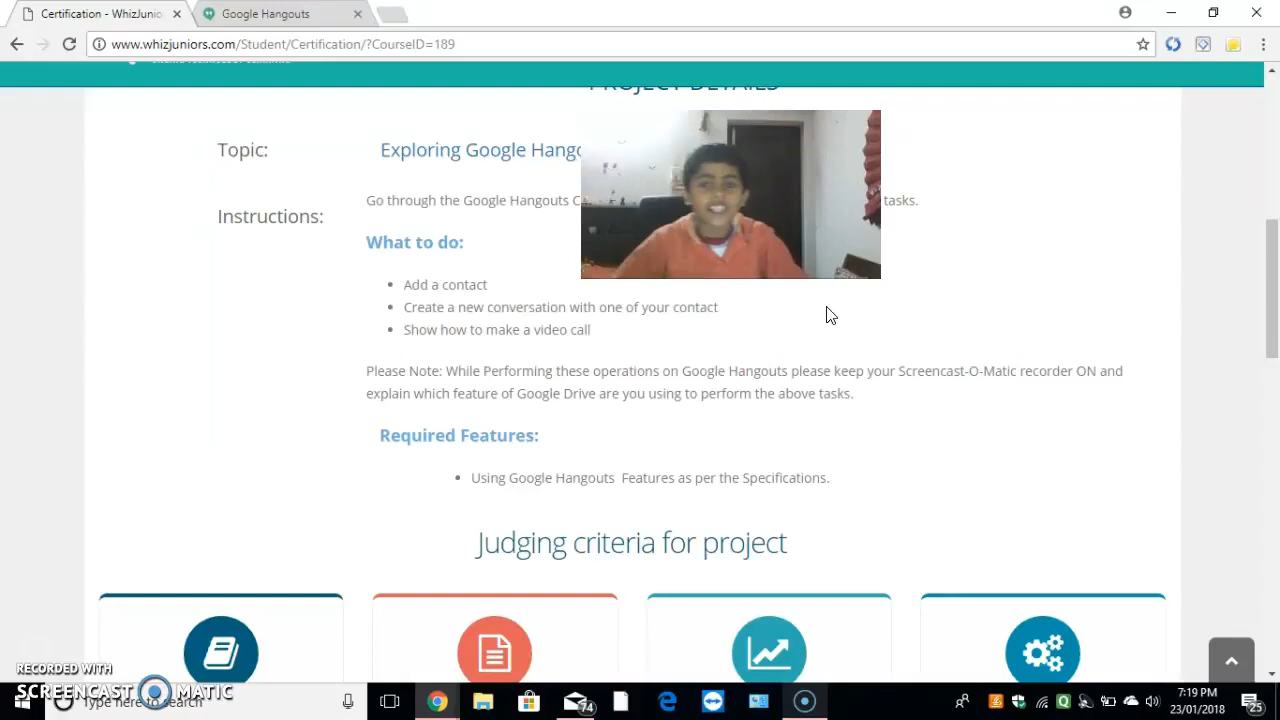 Certification - WhizJunio
Google Hangouts
www.whizjuniors.com/Student/Certification/?CourseID=189
PROJECT DETAILS
Topic:
Exploring Google Hango
Instructions:
Go through the Google Hangouts C
tasks.
What to do:
Add a contact
Create a new conversation with one of your contact
Show how to make a video call
Please Note: While Performing these operations on Google Hangouts please keep your Screencast-O-Matic recorder ON and
explain which feature of Google Drive are you using to perform the above tasks.
Required Features:
Using Google Hangouts Features as per the Specifications.
Judging criteria for project
RECORDED WITH
SCREENCAST MATIC
Type here to search
74
7:19 PM
23/01/2018
25